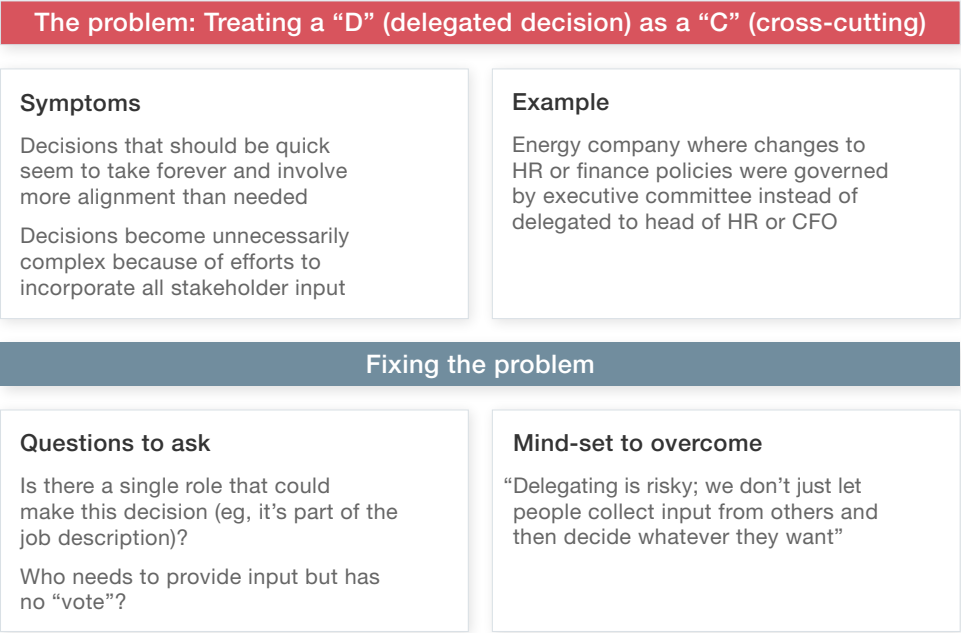 The problem: Treating a “D” (delegated decision) as a “C” (cross-cutting)
Symptoms
Decisions that should be quick
seem to take forever and involve
more alignment than needed
Decisions become unnecessarily
complex because of efforts to
incorporate all stakeholder input
Example
Energy company where changes to
HR or finance policies were governed
by executive committee instead of
delegated to head of HR or CFO
Fixing the problem
Questions to ask
Is there a single role that could
make this decision (eg, it’s part of the
job description)?
Who needs to provide input but has
no “vote”?
Mind-set to overcome
“Delegating is risky; we don’t just let
people collect input from others and
then decide whatever they want”